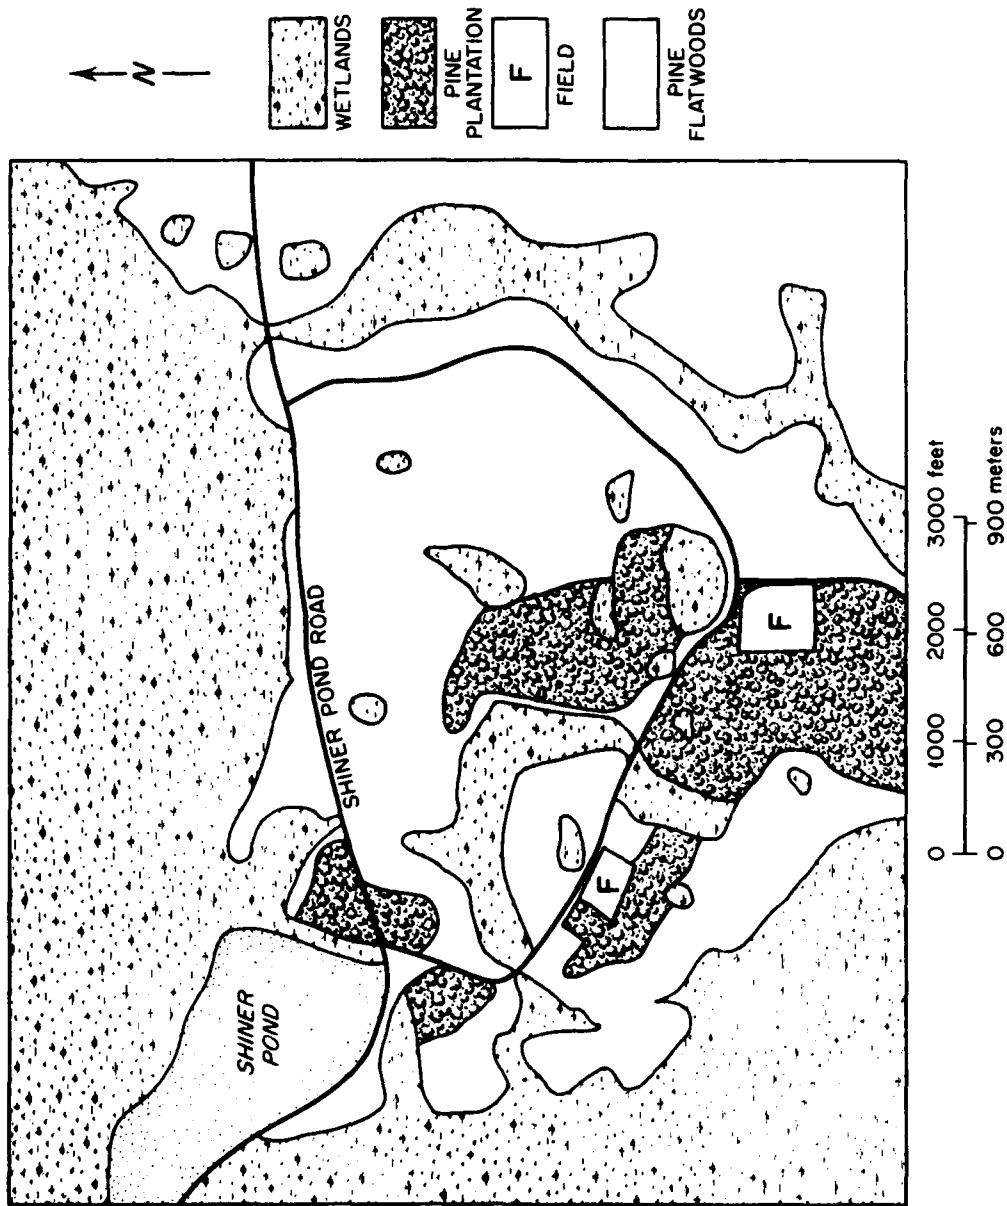 N
WETLANDS
PINE
PLANTATION
F
FIELD
PINE
FLATWOODS
SHINER POND ROAD
SHINER
POND
F
F
0 1000 2000 3000 feet
0 300 600 900 meters